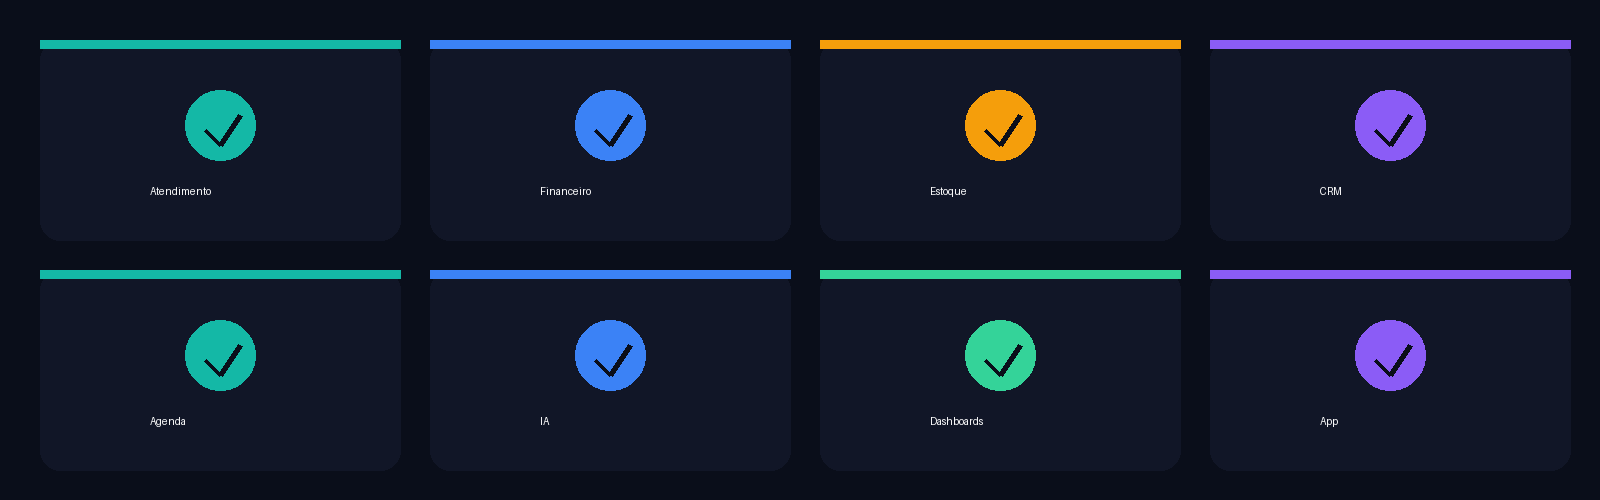 Atendimento
Financeiro
Estoque
CRM
Agenda
IA
Dashboards
App